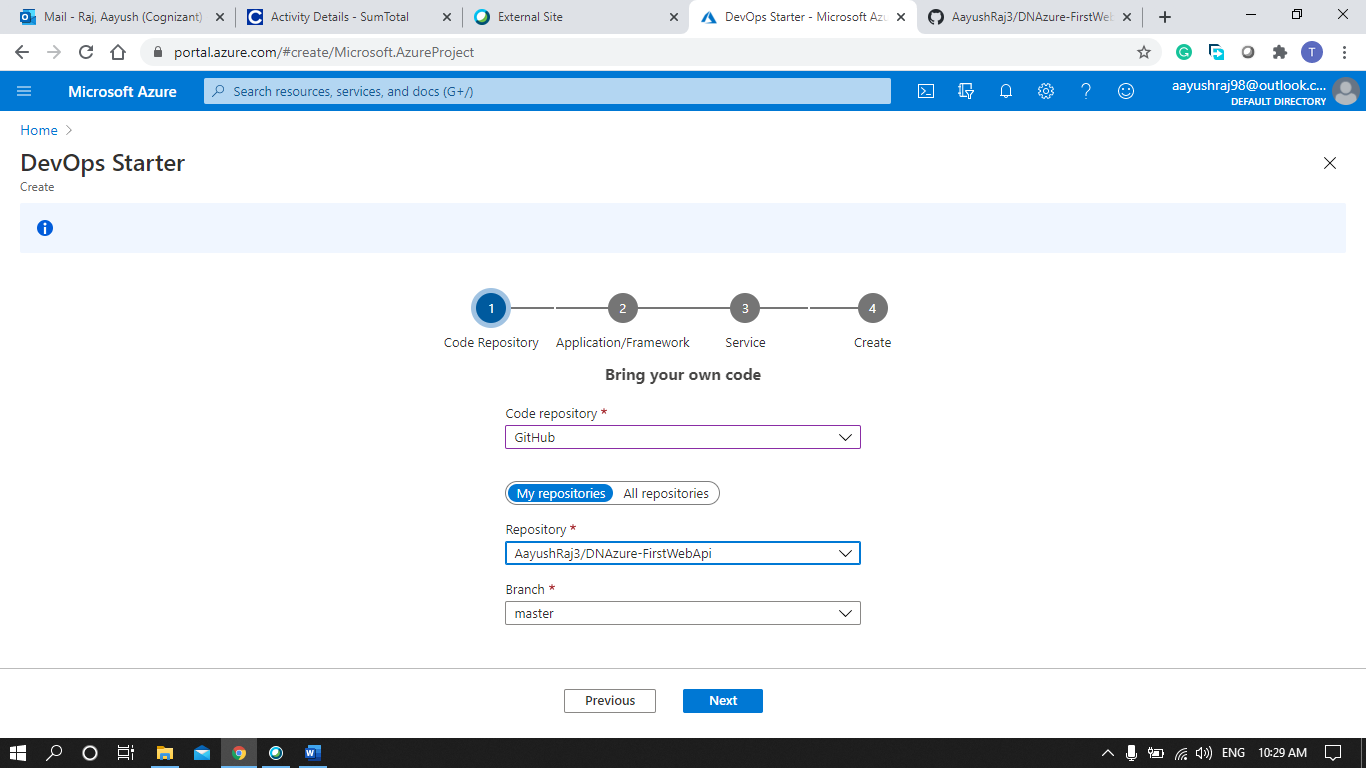 Mail - Raj, Aayush (Cognizant)
Activity Details - SumTotal
External Site
DevOps Starter - Microsoft Azu
AayushRaj3/DNAzure-FirstWeb
portal.azure.com/#create/Microsoft.AzureProject
T
Microsoft Azure
Search resources, services, and docs (G+/)
aayushraj98@outlook.c...
DEFAULT DIRECTORY
Home
DevOps Starter
Create
1
2
3
4
Code Repository
Application/Framework
Service
Create
Bring your own code
Code repository *
GitHub
My repositories
All repositories
Repository *
AayushRaj3/DNAzure-FirstWebApi
Branch *
master
Previous
Next
ENG
10:29 AM